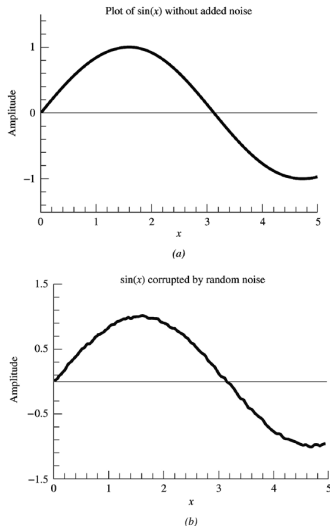 Plot of sin(x) without added noise
1
0
−1
Amplitude
0 1 2 3 4 5
x
(a)
sin(x) corrupted by random noise
1.5
0.5
−0.5
−1.5
Amplitude
0 1 2 3 4 5
x
(b)